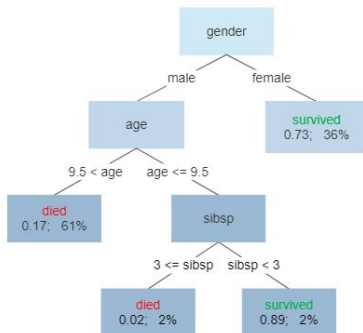 gender
male female
age
survived
0.73; 36%
9.5 < age age <= 9.5
died
0.17; 61%
sibsp
3 <= sibsp sibsp < 3
died
0.02; 2%
survived
0.89; 2%